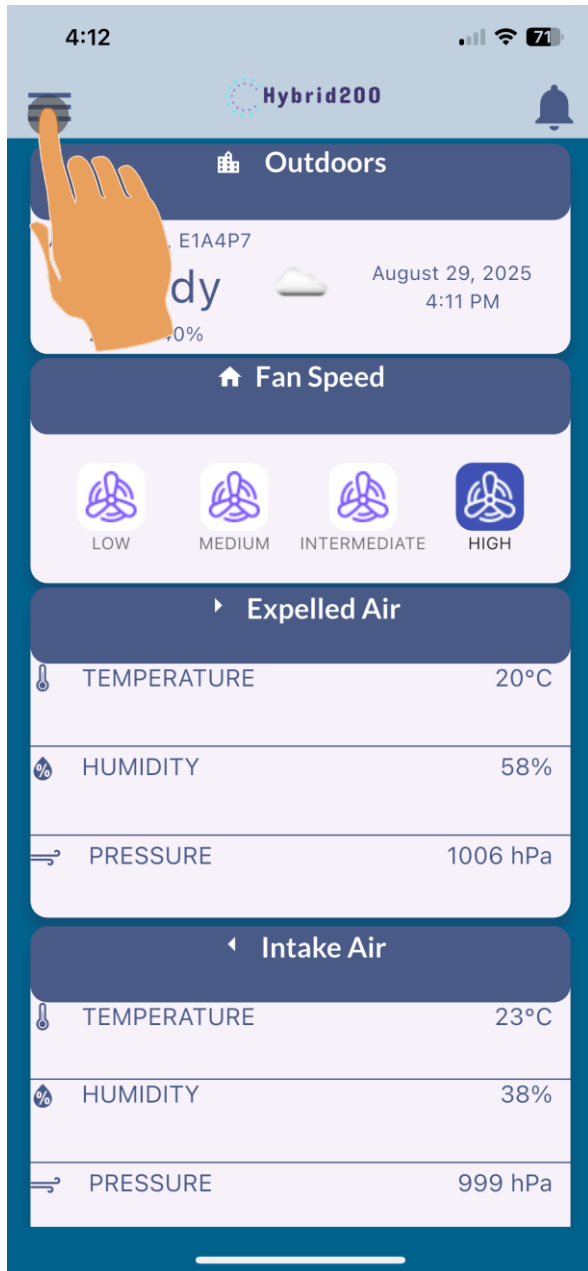 4:12
71
Hybrid200
Outdoors
E1A4P7
dy
August 29, 2025
4:11 PM
40%
Fan Speed
LOW MEDIUM INTERMEDIATE HIGH
Expelled Air
TEMPERATURE 20°C
% HUMIDITY 58%
PRESSURE 1006 hPa
Intake Air
TEMPERATURE 23°C
% HUMIDITY 38%
PRESSURE 999 hPa